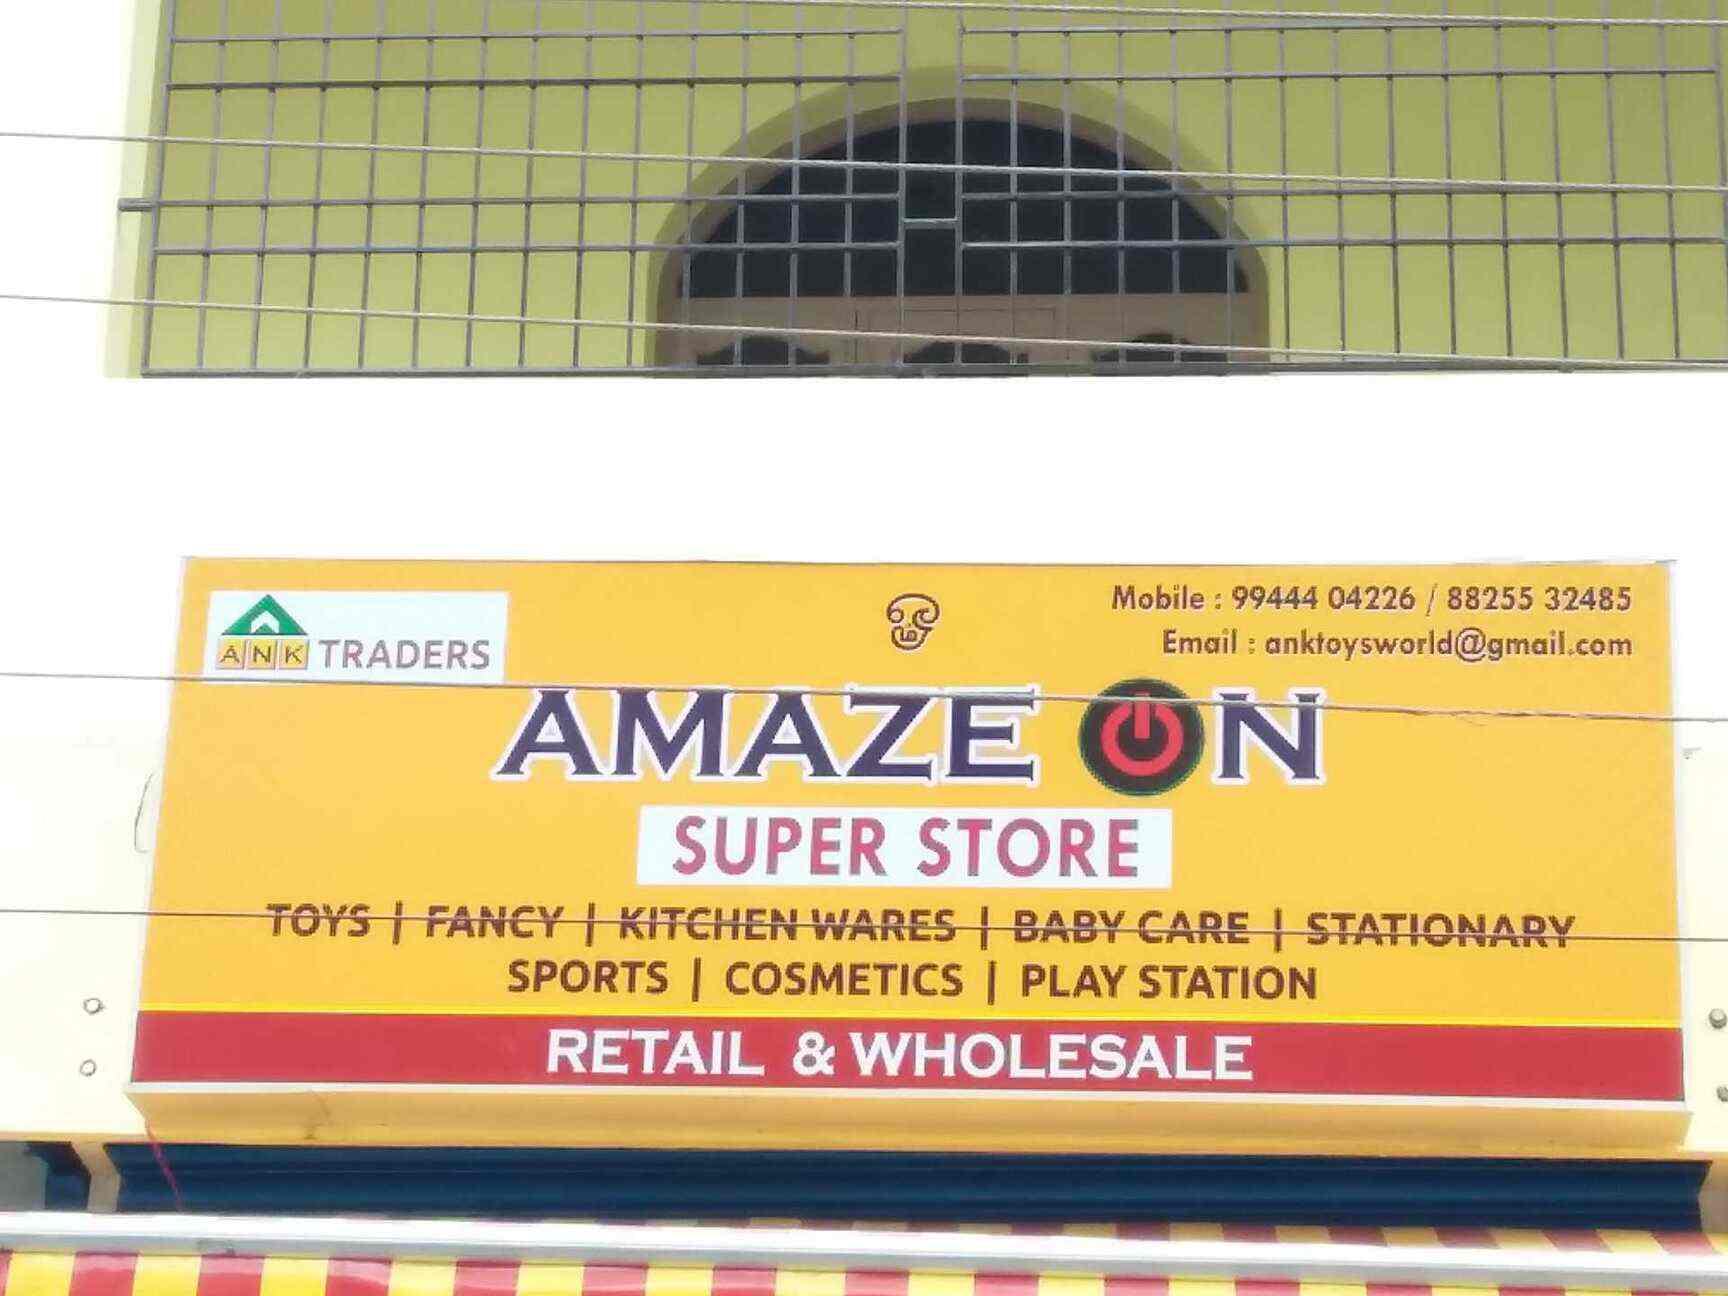 ANK TRADERS
ௐ
Mobile : 99444 04226 / 88255 32485
Email : anktoysworld@gmail.com
AMAZE ON
SUPER STORE
TOYS | FANCY | KITCHEN WARES | BABY CARE | STATIONARY
SPORTS | COSMETICS | PLAY STATION
RETAIL & WHOLESALE